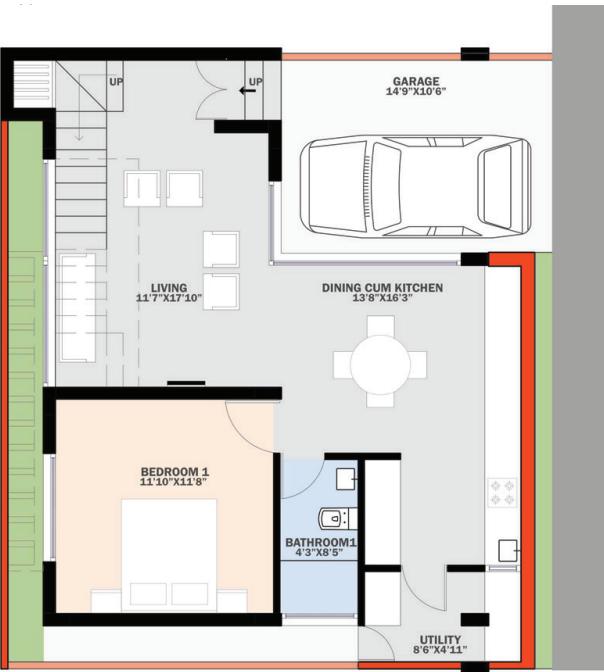 UP
UP
GARAGE
14'9"X10'6"
LIVING
11'7"X17'10"
DINING CUM KITCHEN
13'8"X16'3"
BEDROOM 1
11'10"X11'8"
BATHROOM1
4'3"X8'5"
UTILITY
8'6"X4'11"